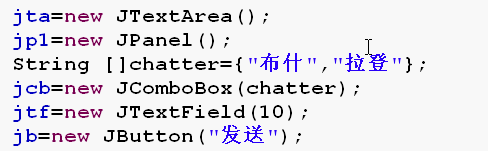 jta=new JTextArea();
jp1=new JPanel();
String []chatter={"布什","拉登"};
jcb=new JComboBox(chatter);
jtf=new JTextField(10);
jb=new JButton("发送");